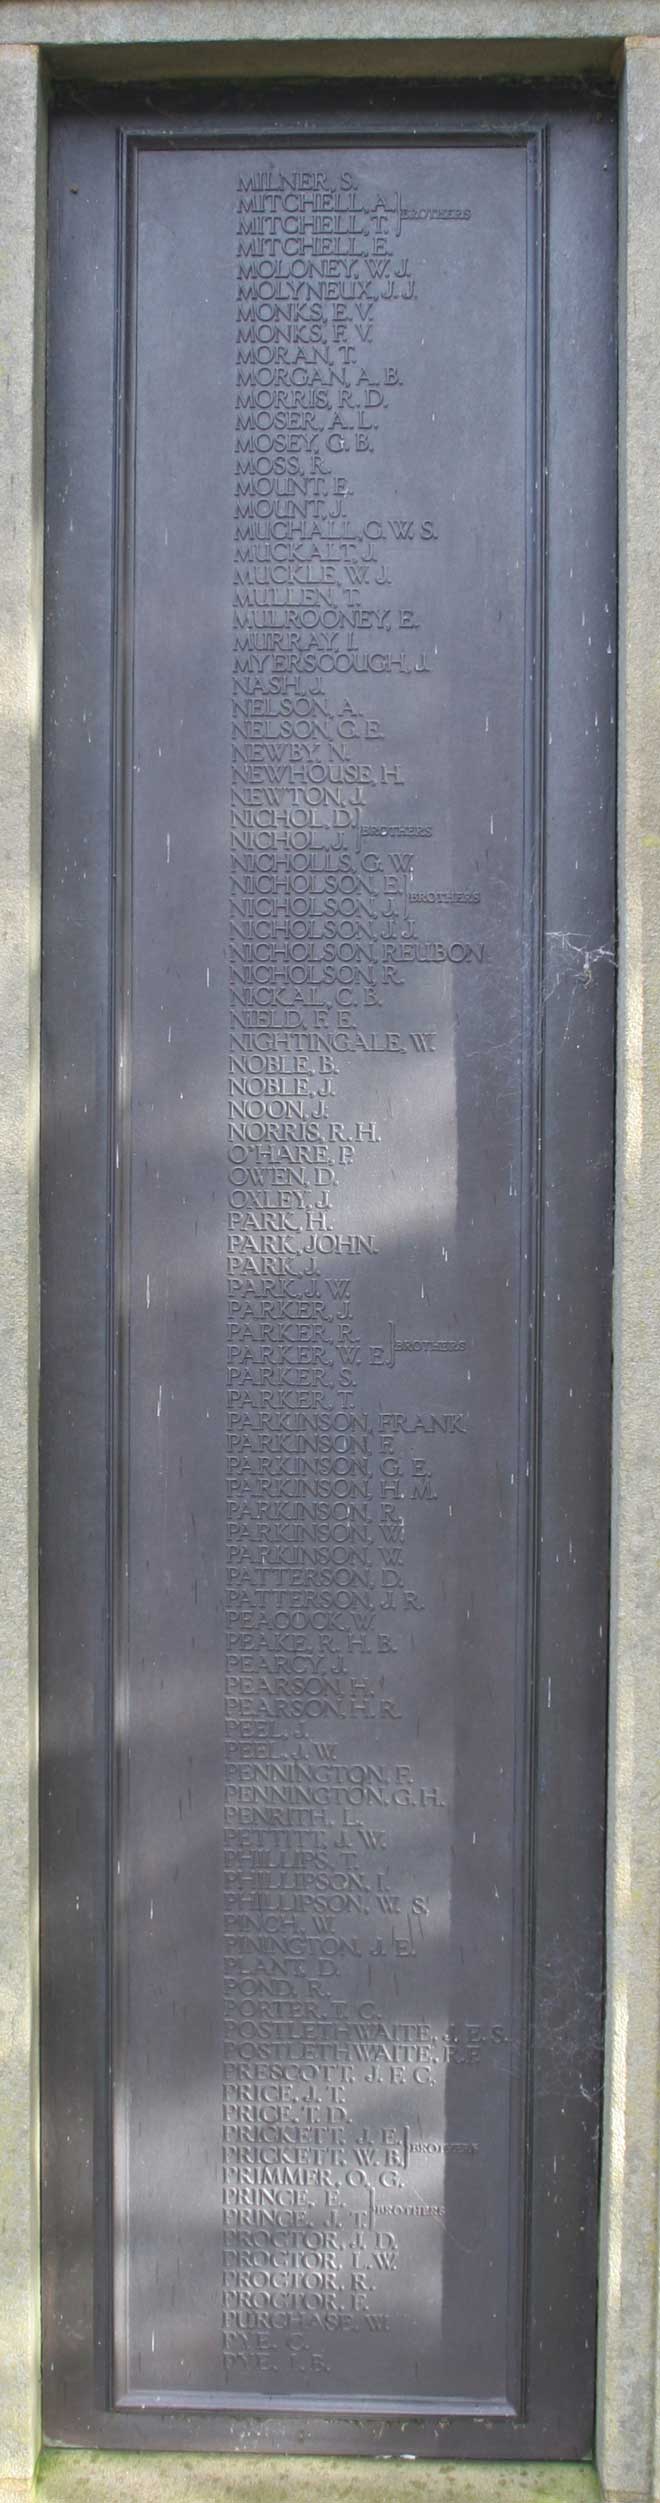 MILNER, S.
MITCHELL, A. } BROTHERS
MITCHELL, T.
MITCHELL, E.
MOLONEY, W. J.
MOLYNEUX, J. J.
MONKS, E. V.
MONKS, F. V.
MORAN, T.
MORGAN, A. B.
MORRIS, R. D.
MOSER, A. L.
MOSEY, G. B.
MOSS, R.
MOUNT, E.
MOUNT, J.
MUCHALL, G. W. S.
MUCKALT, J.
MUCKLE, W. J.
MULLEN, T.
MULROONEY, E.
MURRAY, I.
MYERSCOUGH, J.
NASH, J.
NELSON, A.
NELSON, G. E.
NEWBY, N.
NEWHOUSE, H.
NEWTON, J.
NICHOL, D. } BROTHERS
NICHOL, J.
NICHOLLS, G. W.
NICHOLSON, E. } BROTHERS
NICHOLSON, J.
NICHOLSON, J. J.
NICHOLSON, REUBON
NICHOLSON, R.
NICKAL, C. B.
NIELD, F. E.
NIGHTINGALE, W.
NOBLE, B.
NOBLE, J.
NOON, J.
NORRIS, R. H.
O'HARE, P.
OWEN, D.
OXLEY, J.
PARK, H.
PARK, JOHN.
PARK, J.
PARK, J. W.
PARKER, J.
PARKER, R. } BROTHERS
PARKER, W. E.
PARKER, S.
PARKER, T.
PARKINSON, FRANK
PARKINSON, F.
PARKINSON, G. E.
PARKINSON, H. M.
PARKINSON, R.
PARKINSON, W.
PARKINSON, W.
PATTERSON, D.
PATTERSON, J. R.
PEACOCK, W.
PEAKE, R. H. B.
PEARCY, J.
PEARSON, H.
PEARSON, H. R.
PEEL, J.
PEEL, J. W.
PENNINGTON, F.
PENNINGTON, G. H.
PENRITH, L.
PETTITT, J. W.
PHILLIPS, T.
PHILLIPSON, I.
PHILLIPSON, W. S.
PINCH, W.
PININGTON, J. E.
PLANT, D.
POND, R.
PORTER, T. C.
POSTLETHWAITE, J. E. S.
POSTLETHWAITE, R. F.
PRESCOTT, J. F. C.
PRICE, J. T.
PRICE, T. D.
PRICKETT, J. E. } BROTHERS
PRICKETT, W. B.
PRIMMER, O. G.
PRINCE, E. } BROTHERS
PRINCE, J. T.
PROCTOR, J. D.
PROCTOR, L. W.
PROCTOR, R.
PROCTOR, F.
PURCHASE, W.
PYE, C.
PYE, J. B.